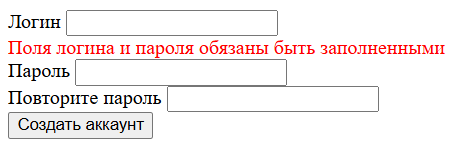 Логин
Поля логина и пароля обязаны быть заполненными
Пароль
Повторите пароль
Создать аккаунт